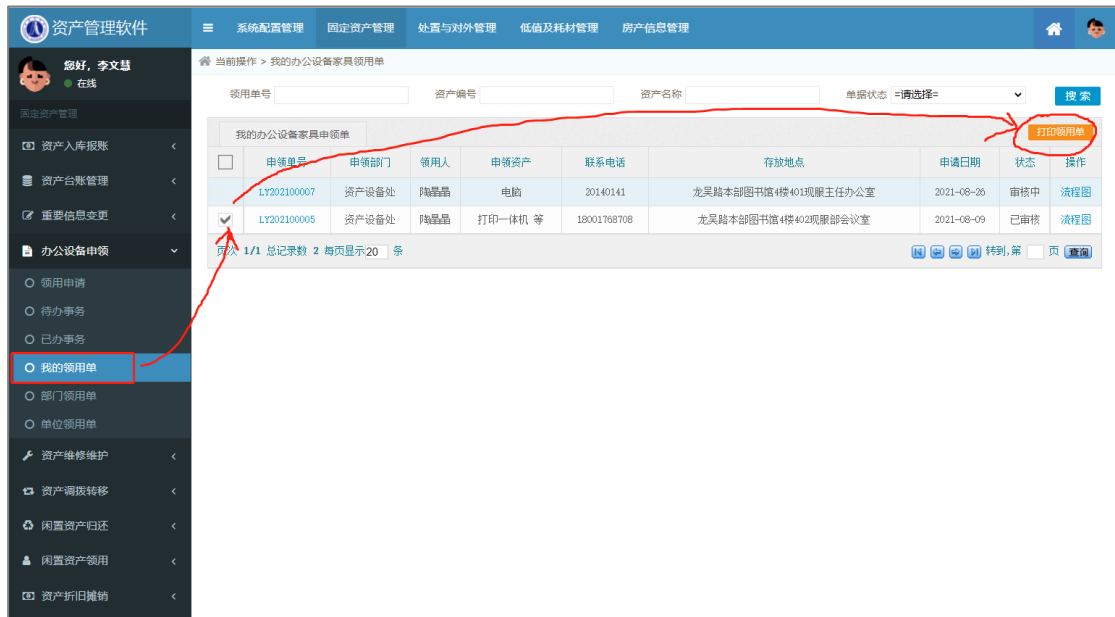 资产管理软件
系统配置管理 固定资产管理 处置与对外管理 低值及耗材管理 房产信息管理
您好，李文慧
在线
当前操作 > 我的办公设备家具领用单
领用单号 资产编号 资产名称 单据状态 =请选择= 搜 索
固定资产管理
我的办公设备家具申领单 打印领用单
申领单号 申领部门 领用人 申领资产 联系电话 存放地点 申请日期 状态 操作
LY202100007 资产设备处 陶晶晶 电脑 20140141 龙吴路本部图书馆4楼401现服主任办公室 2021-08-26 审核中 流程图
LY202100005 资产设备处 陶晶晶 打印一体机 等 18001768708 龙吴路本部图书馆4楼402现服部会议室 2021-08-09 已审核 流程图
页次 1/1 总记录数 2 每页显示20 条 转到,第 页 查询
资产入库报账
资产台账管理
重要信息变更
办公设备申领
领用申请
待办事务
已办事务
我的领用单
部门领用单
单位领用单
资产维修维护
资产调拨转移
闲置资产归还
闲置资产领用
资产折旧摊销